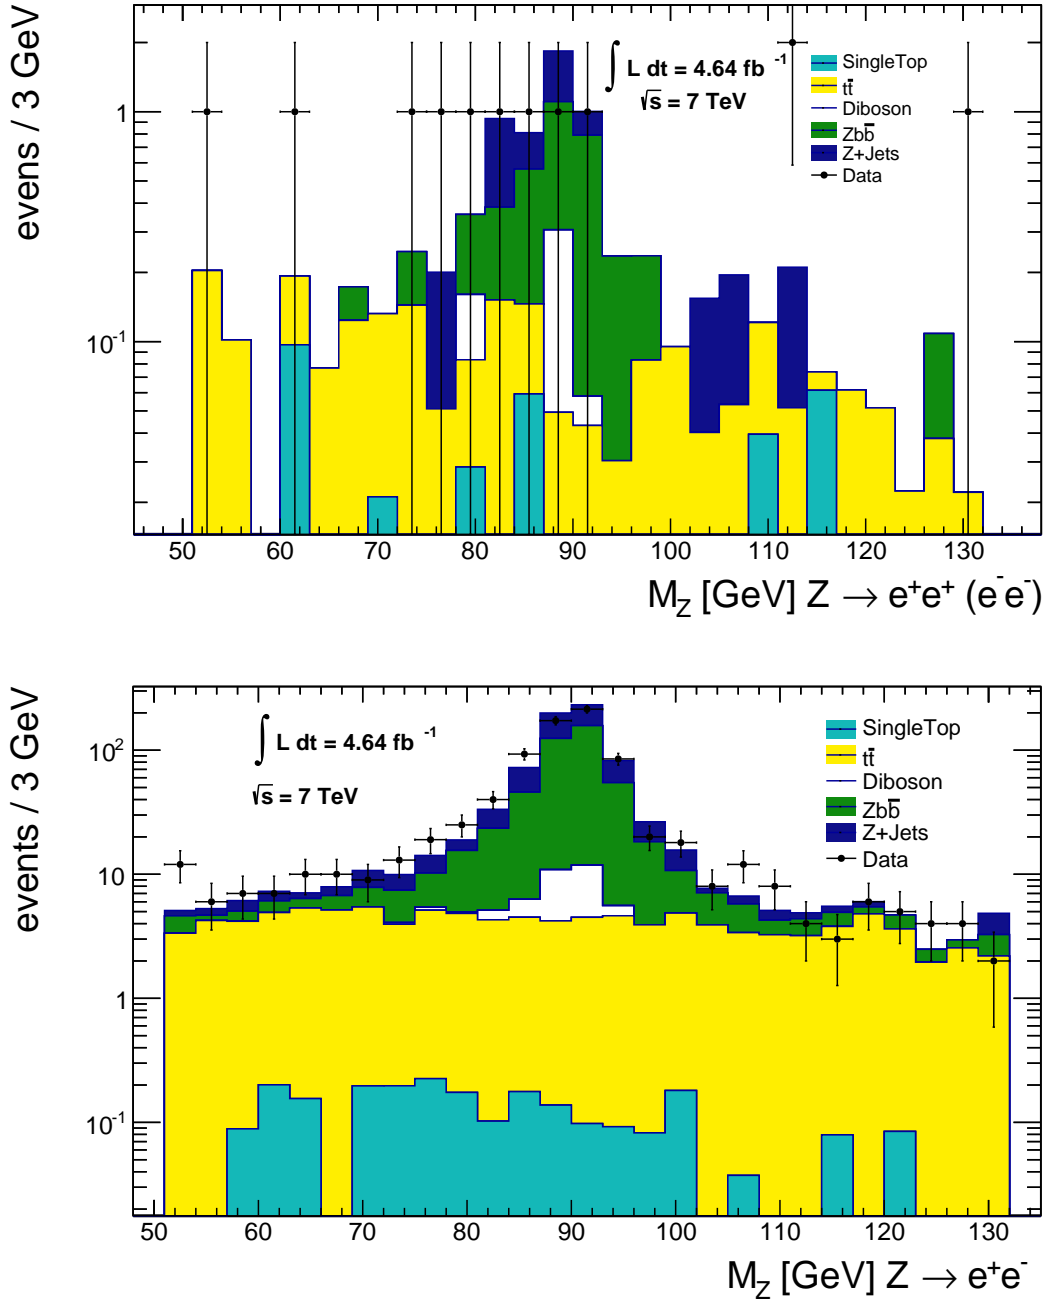 evens / 3 GeV
∫ L dt = 4.64 fb⁻¹
√s = 7 TeV
SingleTop
tt̄
Diboson
Zbb̄
Z+Jets
Data
1
10⁻¹
50 60 70 80 90 100 110 120 130
M_Z [GeV] Z → e⁺e⁺ (e⁻e⁻)
events / 3 GeV
∫ L dt = 4.64 fb⁻¹
√s = 7 TeV
SingleTop
tt̄
Diboson
Zbb̄
Z+Jets
Data
10²
10
1
10⁻¹
50 60 70 80 90 100 110 120 130
M_Z [GeV] Z → e⁺e⁻